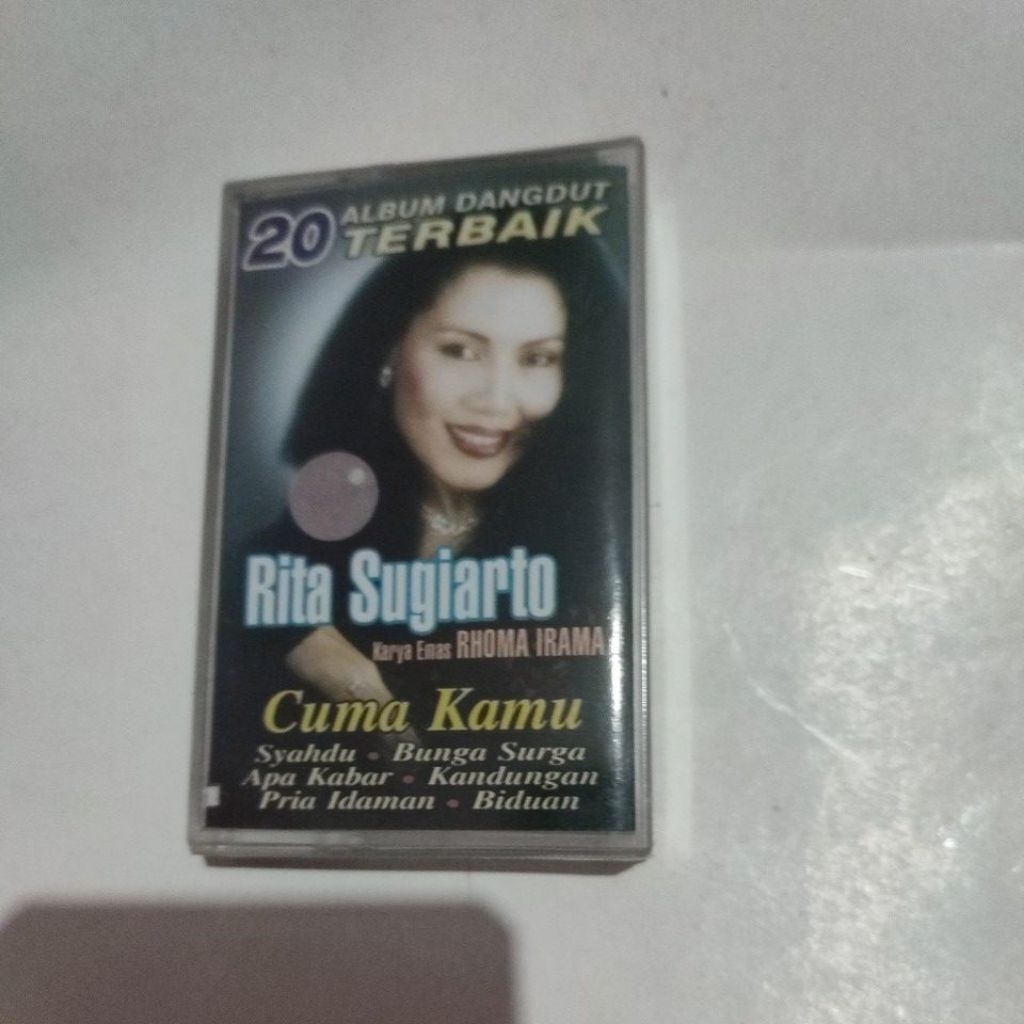 20 ALBUM DANGDUT
TERBAIK
Rita Sugiarto
Karya Emas RHOMA IRAMA
Cuma Kamu
Syahdu • Bunga Surga
Apa Kabar • Kandungan
Pria Idaman • Biduan